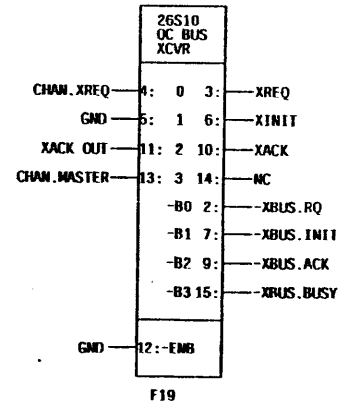 26S10
OC BUS
XCVR
CHAN.XREQ 4: 0 3: XREQ
GND 5: 1 6: XINIT
XACK OUT 11: 2 10: XACK
CHAN.MASTER 13: 3 14: NC
-B0 2: -XBUS.RQ
-B1 7: -XBUS.INIT
-B2 9: -XBUS.ACK
-B3 15: -XBUS.BUSY
GND 12:-ENB
F19